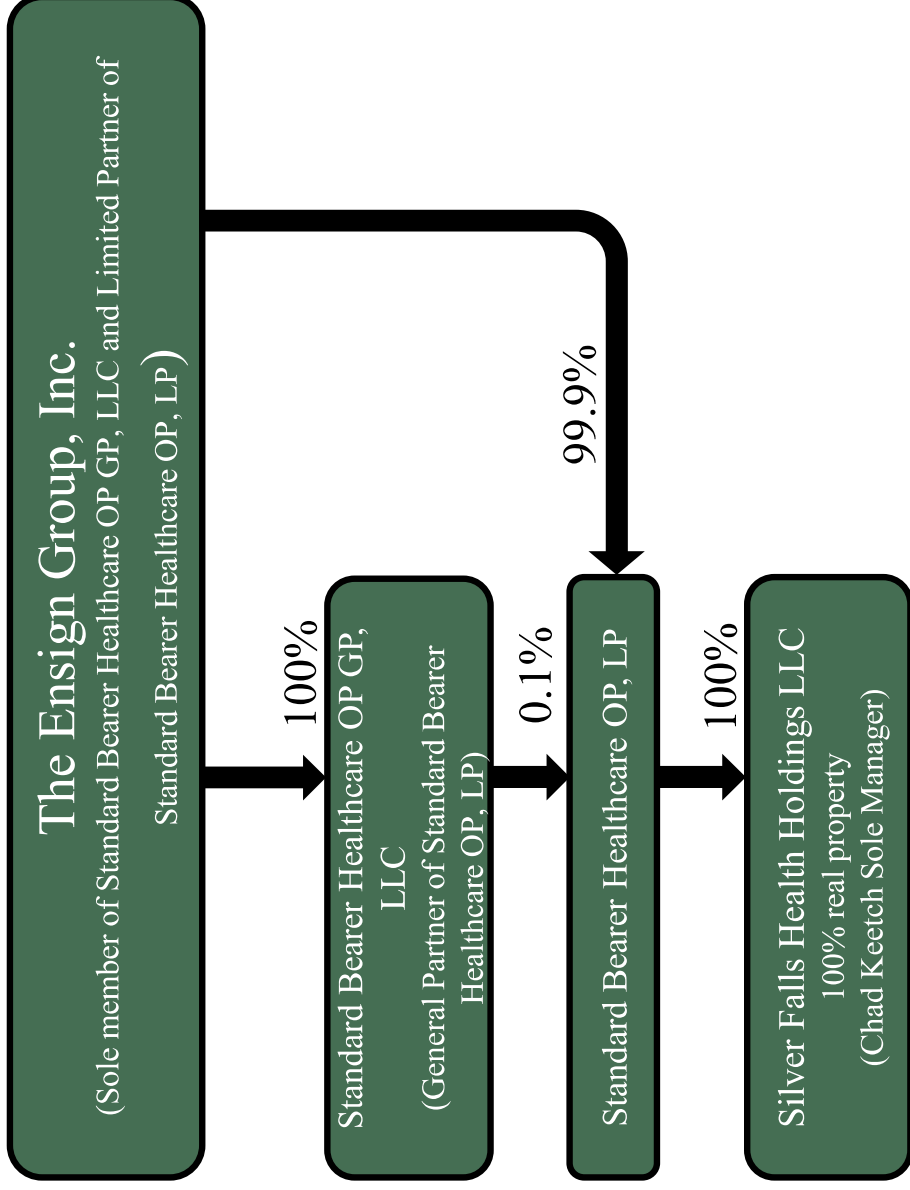 The Ensign Group, Inc.
(Sole member of Standard Bearer Healthcare OP GP, LLC and Limited Partner of
Standard Bearer Healthcare OP, LP)
100%
Standard Bearer Healthcare OP GP,
LLC
(General Partner of Standard Bearer
Healthcare OP, LP)
0.1%
99.9%
Standard Bearer Healthcare OP, LP
100%
Silver Falls Health Holdings LLC
100% real property
(Chad Keetch Sole Manager)